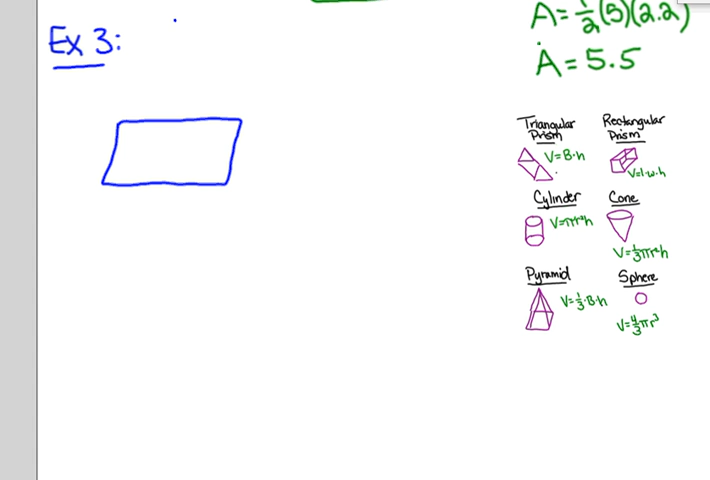 Ex 3:
A = 1/2(5)(2.2)
A = 5.5
Triangular Prism
V=B·h
Rectangular Prism
V=l·w·h
Cylinder
V=πr²h
Cone
V=1/3πr²h
Pyramid
V=1/3·B·h
Sphere
V=4/3πr³